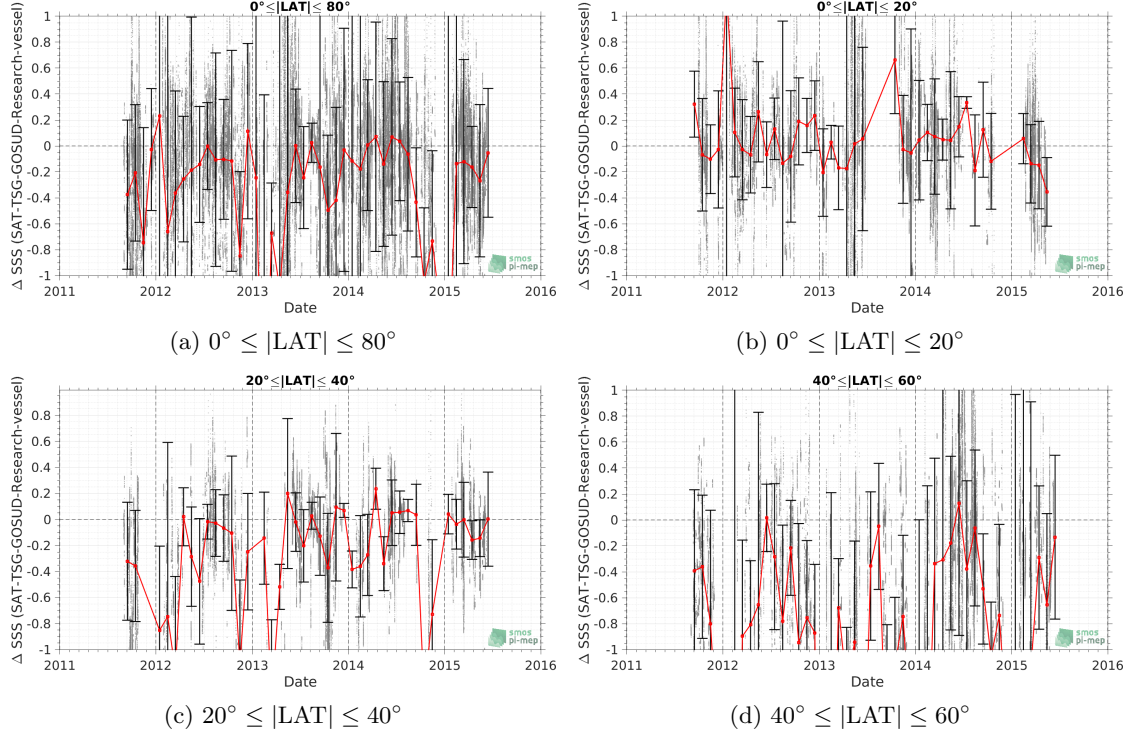 0°≤|LAT|≤ 80°
Δ SSS (SAT-TSG-GOSUD-Research-vessel)
1
0.8
0.6
0.4
0.2
0
-0.2
-0.4
-0.6
-0.8
-1
2011 2012 2013 2014 2015 2016
Date
smos
pi-mep
(a) 0° ≤ |LAT| ≤ 80°
0°≤|LAT|≤ 20°
Δ SSS (SAT-TSG-GOSUD-Research-vessel)
1
0.8
0.6
0.4
0.2
0
-0.2
-0.4
-0.6
-0.8
-1
2011 2012 2013 2014 2015 2016
Date
smos
pi-mep
(b) 0° ≤ |LAT| ≤ 20°
20°≤|LAT|≤ 40°
Δ SSS (SAT-TSG-GOSUD-Research-vessel)
0.8
0.6
0.4
0.2
0
-0.2
-0.4
-0.6
-0.8
-1
2011 2012 2013 2014 2015 2016
Date
smos
pi-mep
(c) 20° ≤ |LAT| ≤ 40°
40°≤|LAT|≤ 60°
Δ SSS (SAT-TSG-GOSUD-Research-vessel)
0.8
0.6
0.4
0.2
0
-0.2
-0.4
-0.6
-0.8
-1
2011 2012 2013 2014 2015 2016
Date
smos
pi-mep
(d) 40° ≤ |LAT| ≤ 60°